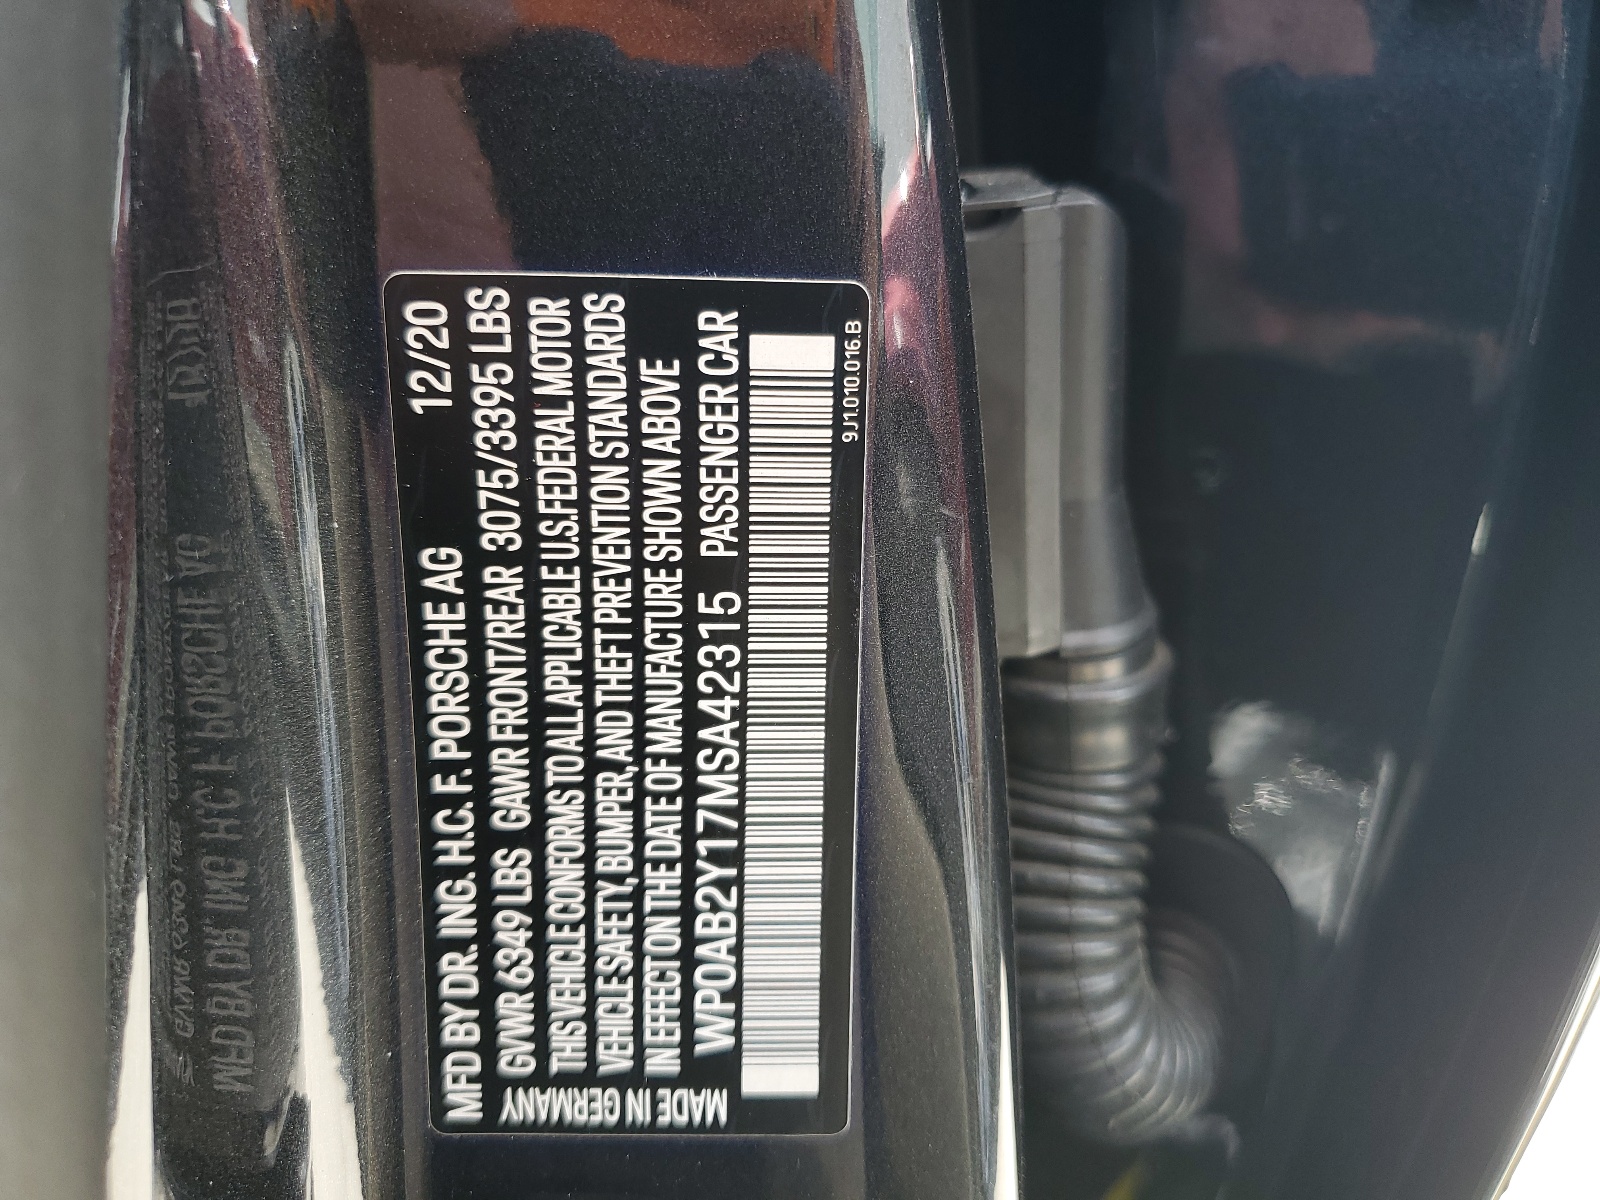 MFD BY DR. ING. H.C. F. PORSCHE AG 12/20
GVWR 6349 LBS GAWR FRONT/REAR 3075/3395 LBS
THIS VEHICLE CONFORMS TO ALL APPLICABLE U.S. FEDERAL MOTOR
VEHICLE SAFETY, BUMPER, AND THEFT PREVENTION STANDARDS
IN EFFECT ON THE DATE OF MANUFACTURE SHOWN ABOVE
WP0AB2Y17MSA42315 PASSENGER CAR
MADE IN GERMANY
9J1.010.016.B